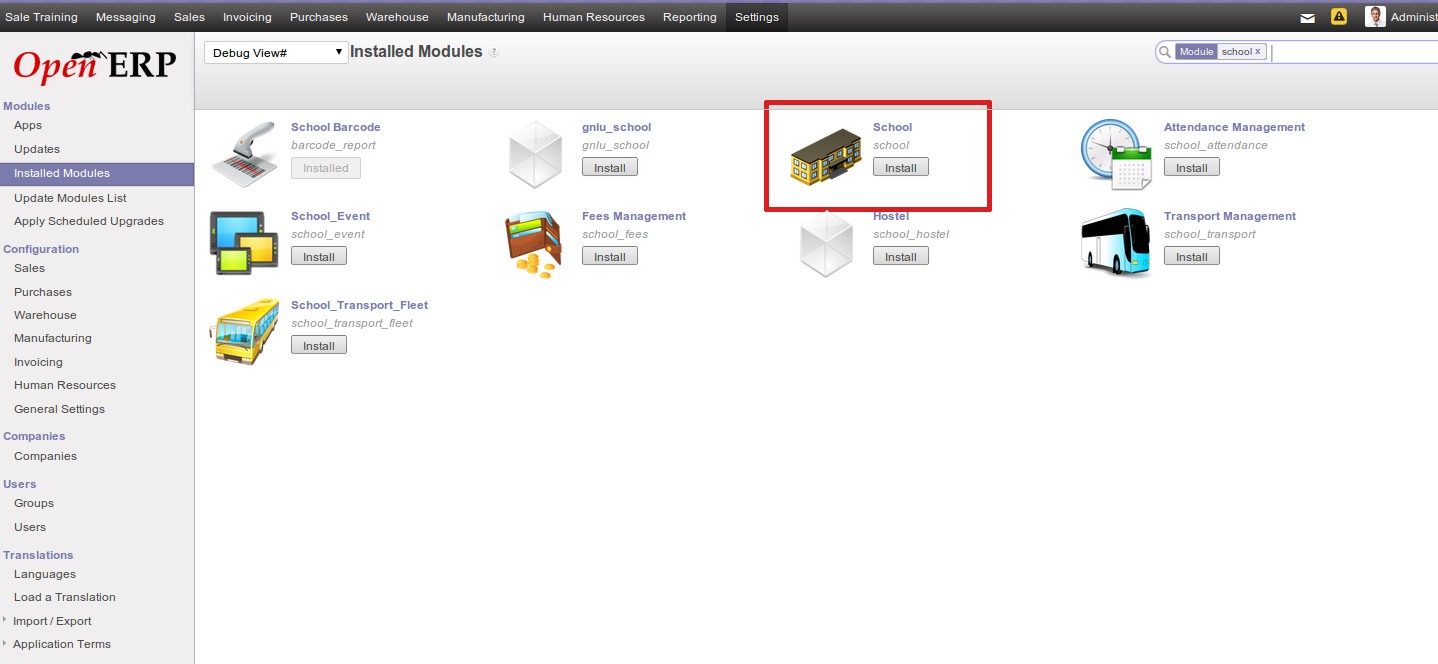 Sale Training Messaging Sales Invoicing Purchases Warehouse Manufacturing Human Resources Reporting Settings Administ
Open ERP
Debug View# Installed Modules ?
Module school x
Modules
Apps
Updates
Installed Modules
Update Modules List
Apply Scheduled Upgrades
Configuration
Sales
Purchases
Warehouse
Manufacturing
Invoicing
Human Resources
General Settings
Companies
Companies
Users
Groups
Users
Translations
Languages
Load a Translation
Import / Export
Application Terms
School Barcode
barcode_report
Installed
gnlu_school
gnlu_school
Install
School
school
Install
Attendance Management
school_attendance
Install
School_Event
school_event
Install
Fees Management
school_fees
Install
Hostel
school_hostel
Install
Transport Management
school_transport
Install
School_Transport_Fleet
school_transport_fleet
Install